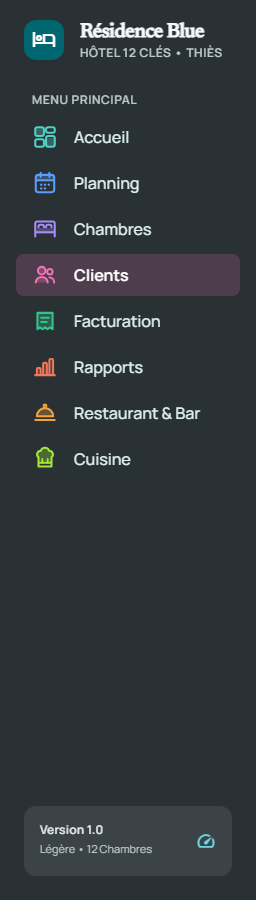 Résidence Blue
HÔTEL 12 CLÉS • THIÈS
MENU PRINCIPAL
Accueil
Planning
Chambres
Clients
Facturation
Rapports
Restaurant & Bar
Cuisine
Version 1.0
Légère • 12 Chambres